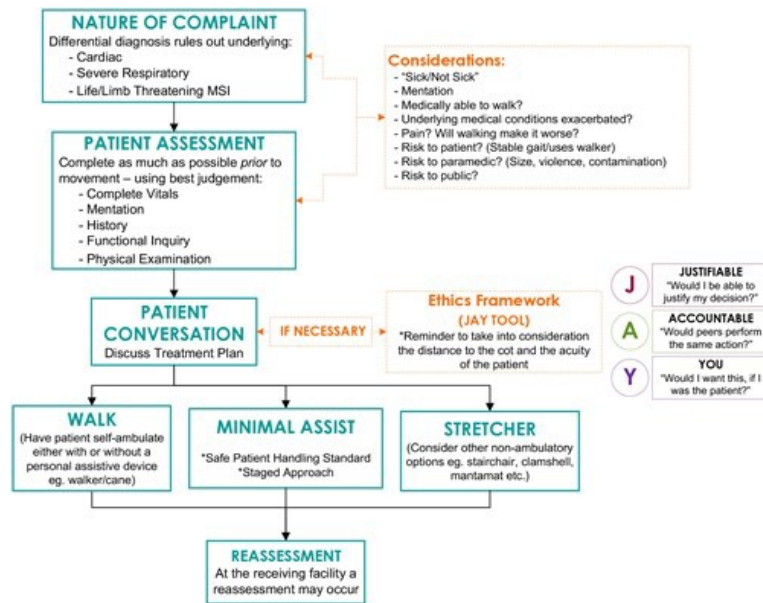 NATURE OF COMPLAINT
Differential diagnosis rules out underlying:
- Cardiac
- Severe Respiratory
- Life/Limb Threatening MSI
Considerations:
- "Sick/Not Sick"
- Mentation
- Medically able to walk?
- Underlying medical conditions exacerbated?
- Pain? Will walking make it worse?
- Risk to patient? (Stable gait/uses walker)
- Risk to paramedic? (Size, violence, contamination)
- Risk to public?
PATIENT ASSESSMENT
Complete as much as possible prior to
movement – using best judgement:
- Complete Vitals
- Mentation
- History
- Functional Inquiry
- Physical Examination
PATIENT
CONVERSATION
Discuss Treatment Plan
IF NECESSARY
Ethics Framework
(JAY TOOL)
*Reminder to take into consideration
the distance to the cot and the acuity
of the patient
J
JUSTIFIABLE
"Would I be able to
justify my decision?"
A
ACCOUNTABLE
"Would peers perform
the same action?"
Y
YOU
"Would I want this, if I
was the patient?"
WALK
(Have patient self-ambulate
either with or without a
personal assistive device
eg. walker/cane)
MINIMAL ASSIST
*Safe Patient Handling Standard
*Staged Approach
STRETCHER
(Consider other non-ambulatory
options eg. stairchair, clamshell,
mantamat etc.)
REASSESSMENT
At the receiving facility a
reassessment may occur